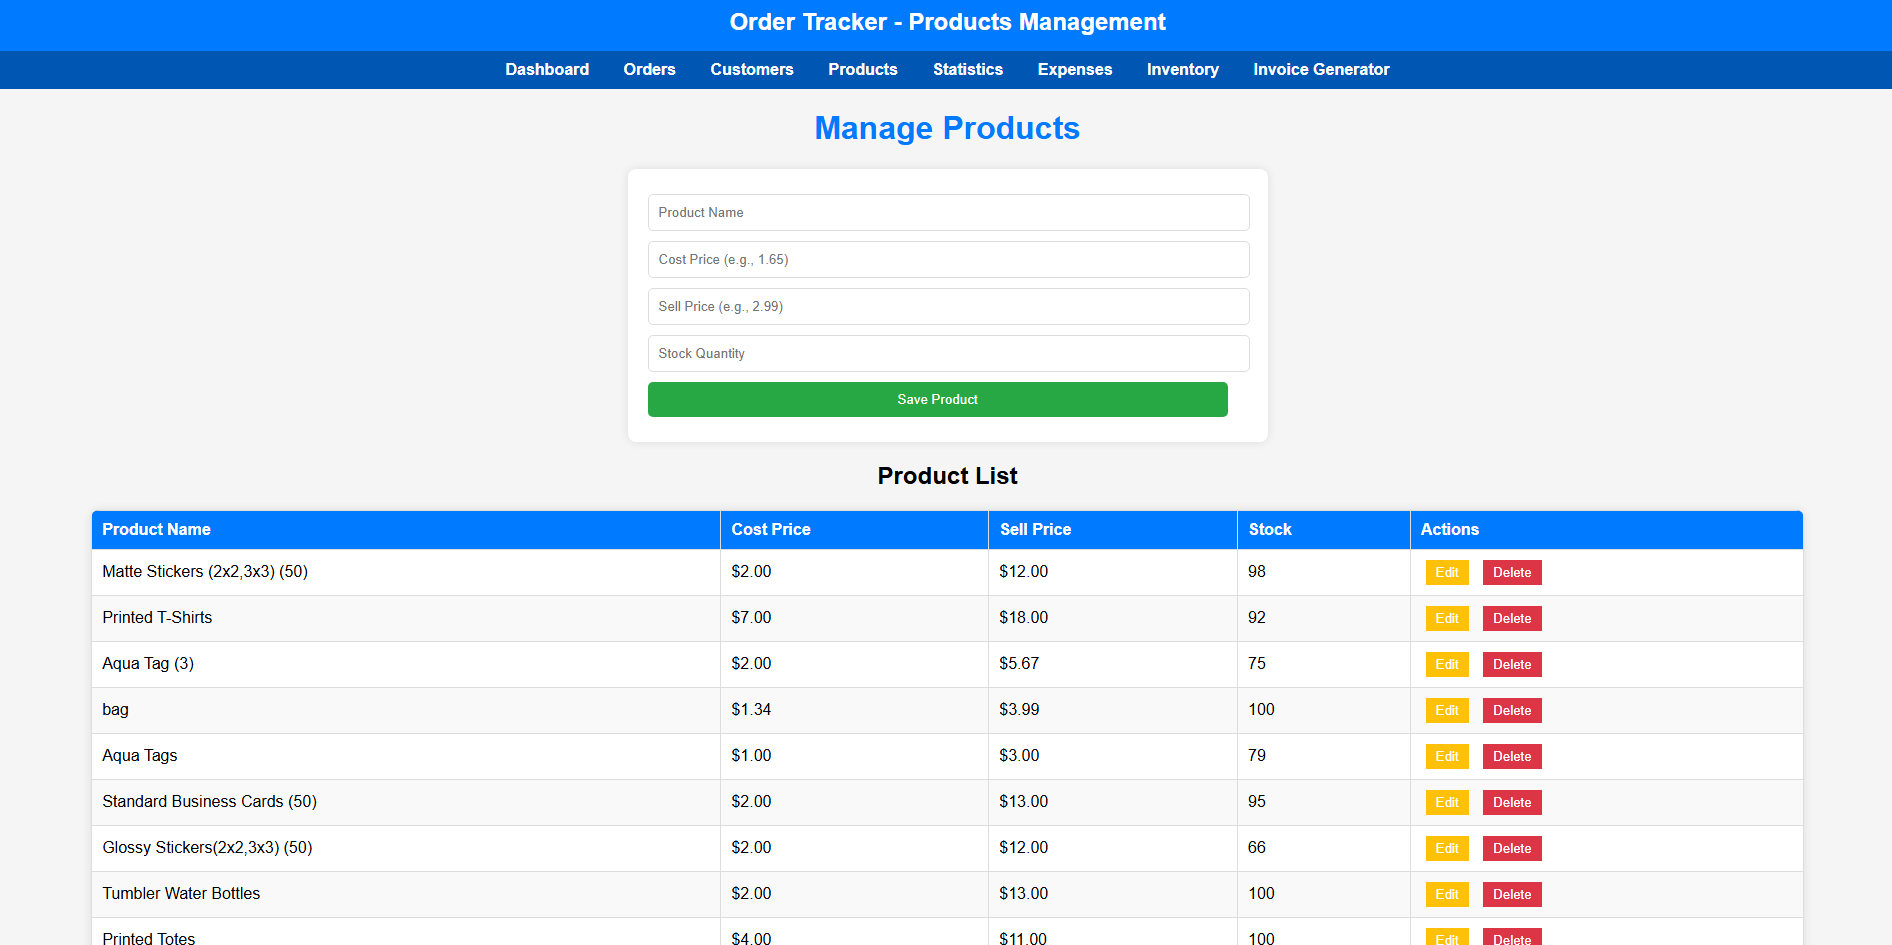 Order Tracker - Products Management
Dashboard Orders Customers Products Statistics Expenses Inventory Invoice Generator
Manage Products
Product Name
Cost Price (e.g., 1.65)
Sell Price (e.g., 2.99)
Stock Quantity
Save Product
Product List
Product Name Cost Price Sell Price Stock Actions
Matte Stickers (2x2,3x3) (50) $2.00 $12.00 98 Edit Delete
Printed T-Shirts $7.00 $18.00 92 Edit Delete
Aqua Tag (3) $2.00 $5.67 75 Edit Delete
bag $1.34 $3.99 100 Edit Delete
Aqua Tags $1.00 $3.00 79 Edit Delete
Standard Business Cards (50) $2.00 $13.00 95 Edit Delete
Glossy Stickers(2x2,3x3) (50) $2.00 $12.00 66 Edit Delete
Tumbler Water Bottles $2.00 $13.00 100 Edit Delete
Printed Totes $4.00 $11.00 100 Edit Delete